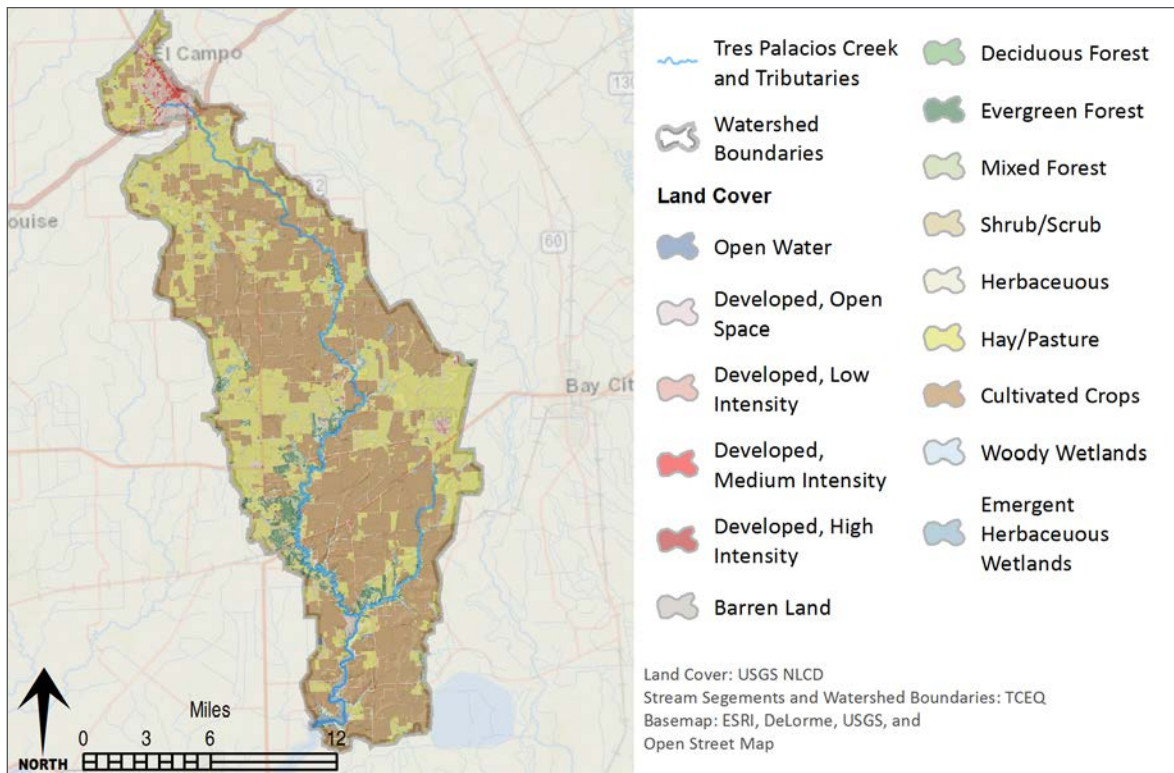 El Campo
130
12
ouise
60
Bay City
Miles
0 3 6 12
NORTH
Tres Palacios Creek
and Tributaries
Watershed
Boundaries
Land Cover
Open Water
Developed, Open
Space
Developed, Low
Intensity
Developed,
Medium Intensity
Developed, High
Intensity
Barren Land
Deciduous Forest
Evergreen Forest
Mixed Forest
Shrub/Scrub
Herbaceuous
Hay/Pasture
Cultivated Crops
Woody Wetlands
Emergent
Herbaceuous
Wetlands
Land Cover: USGS NLCD
Stream Segements and Watershed Boundaries: TCEQ
Basemap: ESRI, DeLorme, USGS, and
Open Street Map